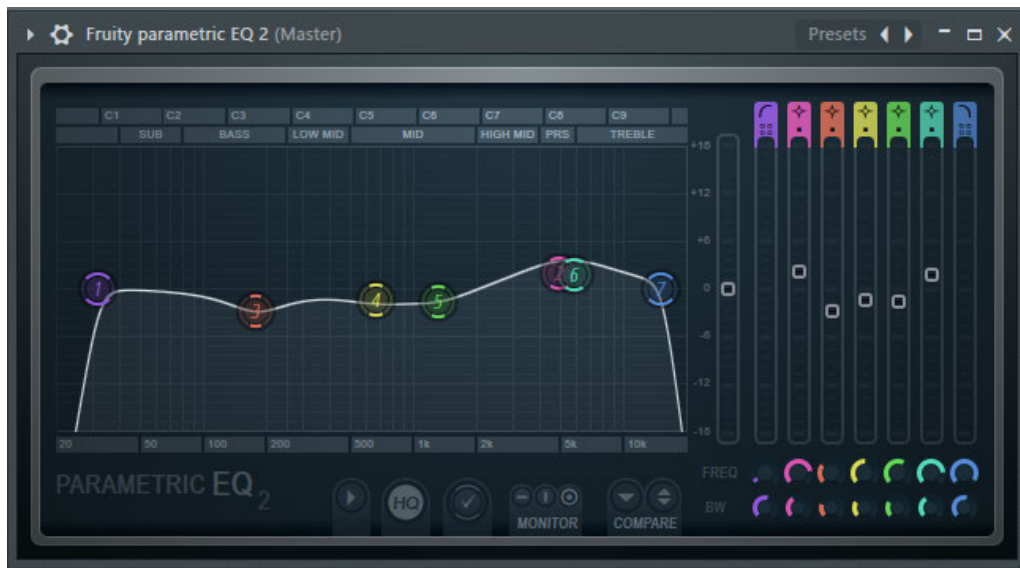 Fruity parametric EQ 2 (Master) Presets
C1 C2 C3 C4 C5 C6 C7 C8 C9
SUB BASS LOW MID MID HIGH MID PRS TREBLE
+18
+12
+6
0
-6
-12
-18
1 3 4 5 6 7
20 50 100 200 500 1k 2k 5k 10k
FREQ
BW
PARAMETRIC EQ 2
HQ
MONITOR COMPARE